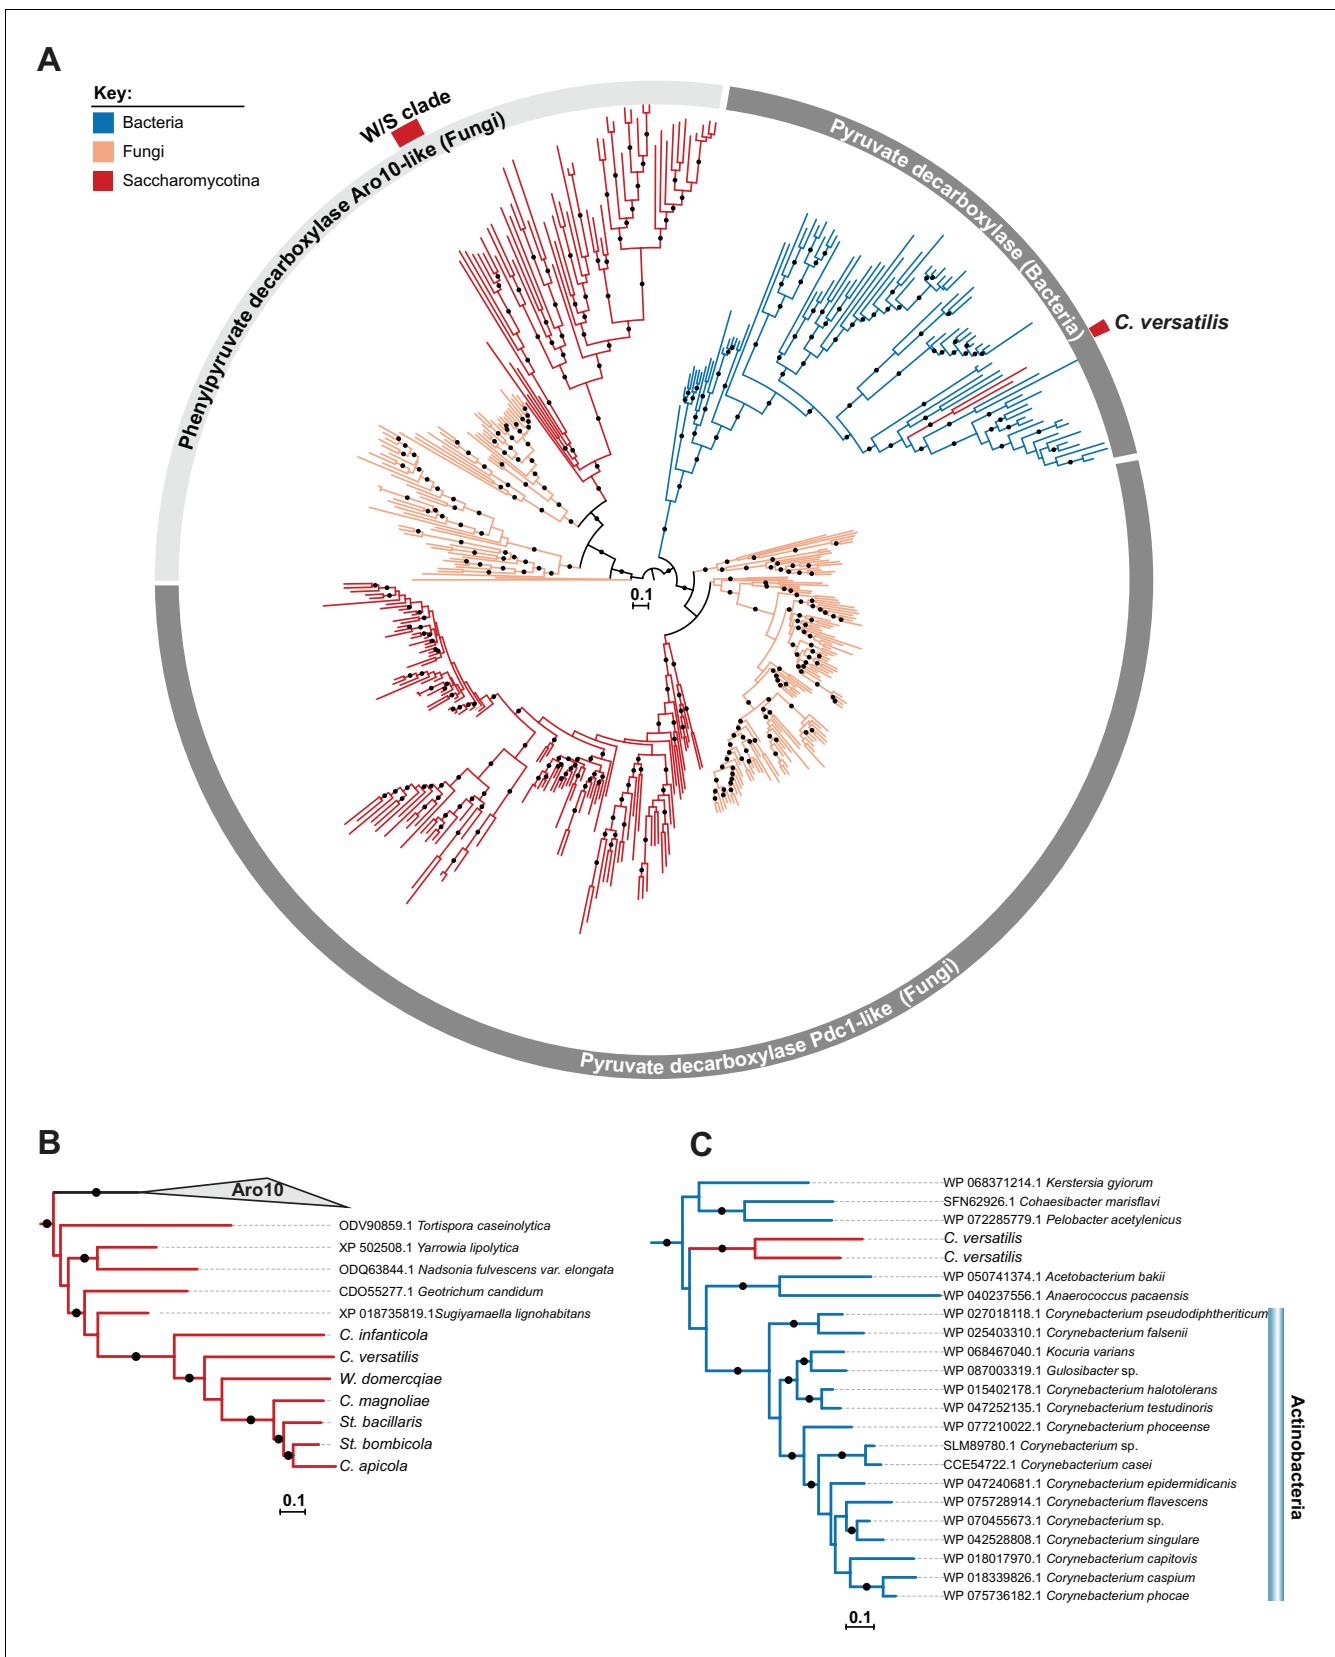 A
Key:
Bacteria
Fungi
Saccharomycotina
W/S clade
Phenylpyruvate decarboxylase Aro10-like (Fungi)
Pyruvate decarboxylase (Bacteria)
C. versatilis
0.1
Pyruvate decarboxylase Pdc1-like (Fungi)
B
Aro10
ODV90859.1 Tortispora caseinolytica
XP 502508.1 Yarrowia lipolytica
ODQ63844.1 Nadsonia fulvescens var. elongata
CDO55277.1 Geotrichum candidum
XP 018735819.1 Sugiyamaella lignohabitans
C. infanticola
C. versatilis
W. domercqiae
C. magnoliae
St. bacillaris
St. bombicola
C. apicola
0.1
C
WP 068371214.1 Kerstersia gyiorum
SFN62926.1 Cohaesibacter marisflavi
WP 072285779.1 Pelobacter acetylenicus
C. versatilis
C. versatilis
WP 050741374.1 Acetobacterium bakii
WP 040237556.1 Anaerococcus pacaensis
WP 027018118.1 Corynebacterium pseudodiphtheriticum
WP 025403310.1 Corynebacterium falsenii
WP 068467040.1 Kocuria varians
WP 087003319.1 Gulosibacter sp.
WP 015402178.1 Corynebacterium halotolerans
WP 047252135.1 Corynebacterium testudinoris
WP 077210022.1 Corynebacterium phoceense
SLM89780.1 Corynebacterium sp.
CCE54722.1 Corynebacterium casei
WP 047240681.1 Corynebacterium epidermidicanis
WP 075728914.1 Corynebacterium flavescens
WP 070455673.1 Corynebacterium sp.
WP 042528808.1 Corynebacterium singulare
WP 018017970.1 Corynebacterium capitovis
WP 018339826.1 Corynebacterium caspium
WP 075736182.1 Corynebacterium phocae
Actinobacteria
0.1